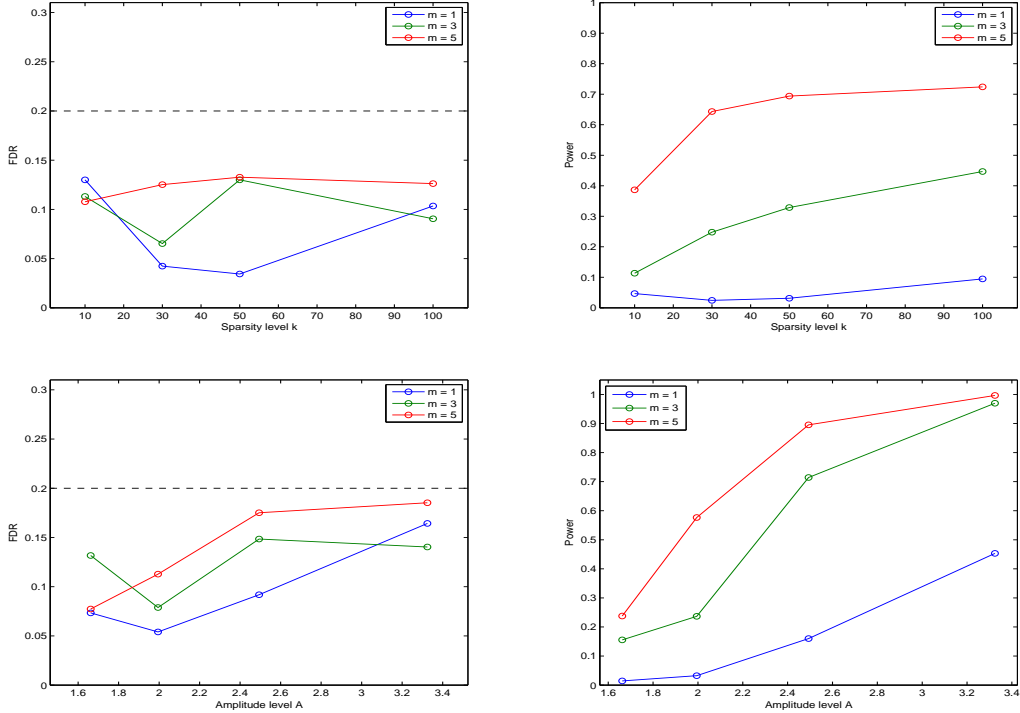 m = 1
m = 3
m = 5
0.3
0.25
0.2
0.15
0.1
0.05
0
FDR
10 20 30 40 50 60 70 80 90 100
Sparsity level k
m = 1
m = 3
m = 5
1
0.9
0.8
0.7
0.6
0.5
0.4
0.3
0.2
0.1
0
Power
10 20 30 40 50 60 70 80 90 100
Sparsity level k
m = 1
m = 3
m = 5
0.3
0.25
0.2
0.15
0.1
0.05
0
FDR
1.6 1.8 2 2.2 2.4 2.6 2.8 3 3.2 3.4
Amplitude level A
m = 1
m = 3
m = 5
1
0.9
0.8
0.7
0.6
0.5
0.4
0.3
0.2
0.1
0
Power
1.6 1.8 2 2.2 2.4 2.6 2.8 3 3.2 3.4
Amplitude level A